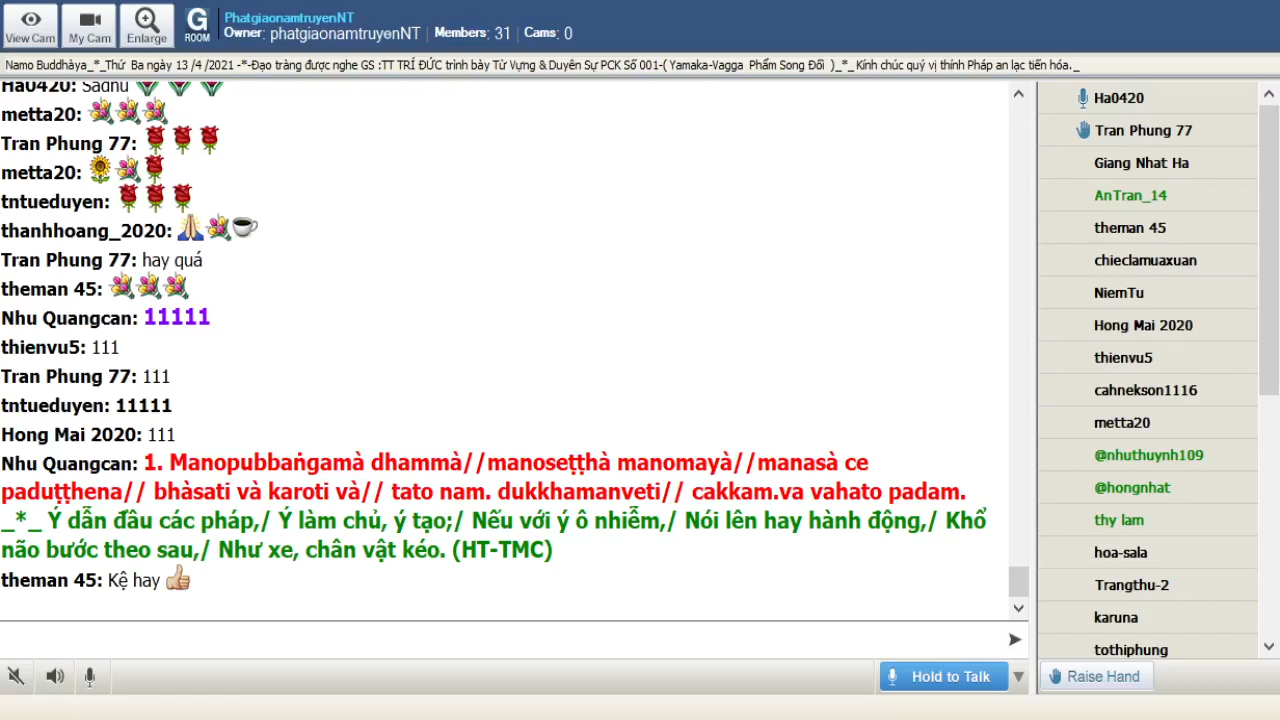 View Cam
My Cam
Enlarge
G
ROOM
PhatgiaonamtruyenNT
Owner: phatgiaonamtruyenNT | Members: 31 | Cams: 0
Namo Buddhàya_*_Thứ Ba ngày 13 /4 /2021 -*-Đạo tràng được nghe GS :TT TRÍ ĐỨC trình bày Từ Vựng & Duyên Sự PCK Số 001-( Yamaka-Vagga Phẩm Song Đối )_*_ Kính chúc quý vị thính Pháp an lạc tiến hóa._
Ha0420: Sadhu
metta20:
Tran Phung 77:
metta20:
tntueduyen:
thanhhoang_2020:
Tran Phung 77: hay quá
theman 45:
Nhu Quangcan: 11111
thienvu5: 111
Tran Phung 77: 111
tntueduyen: 11111
Hong Mai 2020: 111
Nhu Quangcan: 1. Manopubbaṅgamà dhammà//manoseṭṭhà manomayà//manasà ce
paduṭṭhena// bhàsati và karoti và// tato nam. dukkhamanveti// cakkam.va vahato padam.
_*_ Ý dẫn đầu các pháp,/ Ý làm chủ, ý tạo;/ Nếu với ý ô nhiễm,/ Nói lên hay hành động,/ Khổ
não bước theo sau,/ Như xe, chân vật kéo. (HT-TMC)
theman 45: Kệ hay
Hold to Talk
Ha0420
Tran Phung 77
Giang Nhat Ha
AnTran_14
theman 45
chieclamuaxuan
NiemTu
Hong Mai 2020
thienvu5
cahnekson1116
metta20
@nhuthuynh109
@hongnhat
thy lam
hoa-sala
Trangthu-2
karuna
tothiphung
Raise Hand